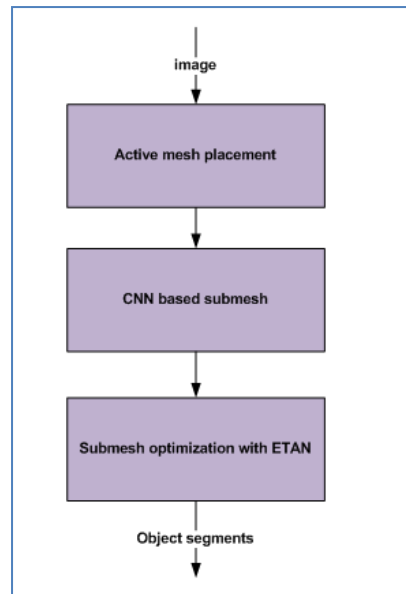 image
Active mesh placement
CNN based submesh
Submesh optimization with ETAN
Object segments